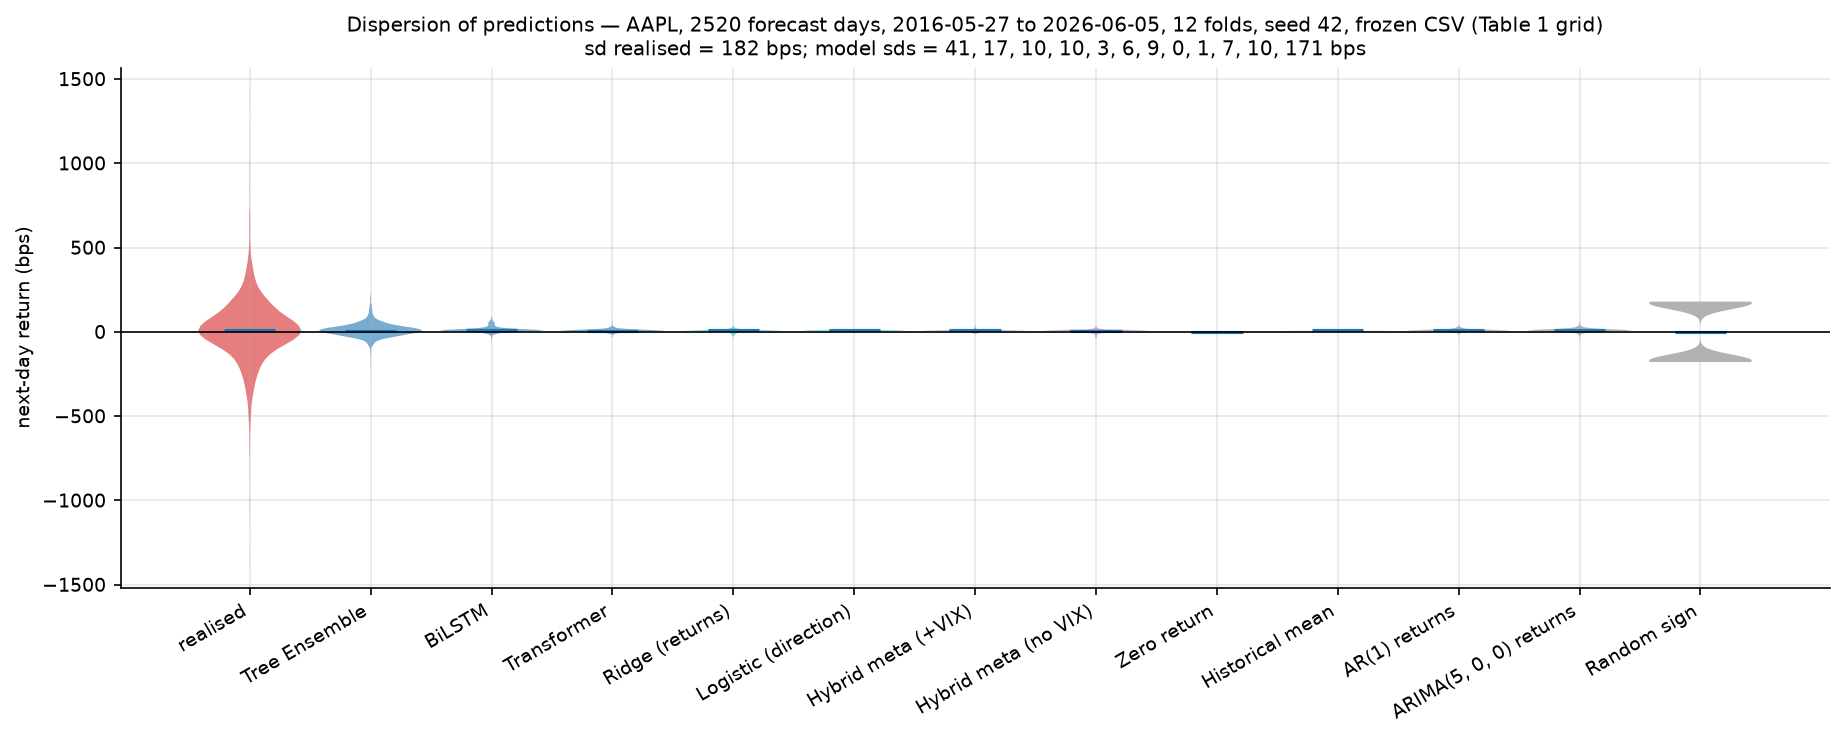 Dispersion of predictions — AAPL, 2520 forecast days, 2016-05-27 to 2026-06-05, 12 folds, seed 42, frozen CSV (Table 1 grid)
sd realised = 182 bps; model sds = 41, 17, 10, 10, 3, 6, 9, 0, 1, 7, 10, 171 bps
next-day return (bps)
1500
1000
500
0
−500
−1000
−1500
realised
Tree Ensemble
BiLSTM
Transformer
Ridge (returns)
Logistic (direction)
Hybrid meta (+VIX)
Hybrid meta (no VIX)
Zero return
Historical mean
AR(1) returns
ARIMA(5, 0, 0) returns
Random sign